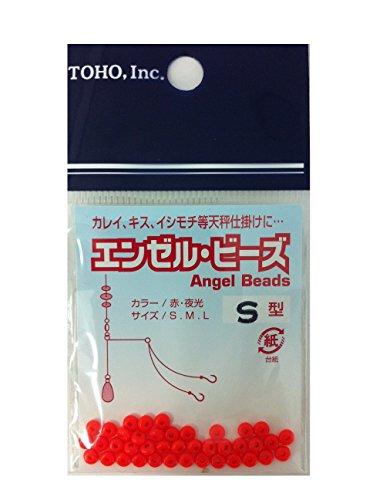 TOHO, Inc.
カレイ、キス、イシモチ等天秤仕掛けに…
エンゼル・ビーズ
Angel Beads
カラー / 赤・夜光
サイズ / S. M. L
S 型
紙
台紙